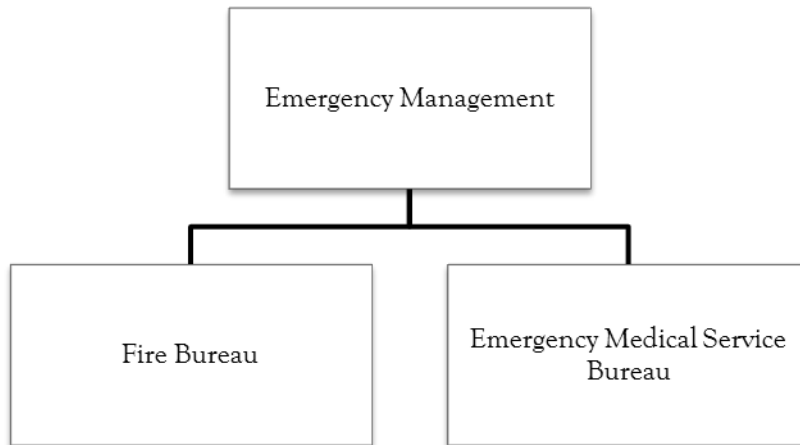 Emergency Management
Fire Bureau
Emergency Medical Service
Bureau